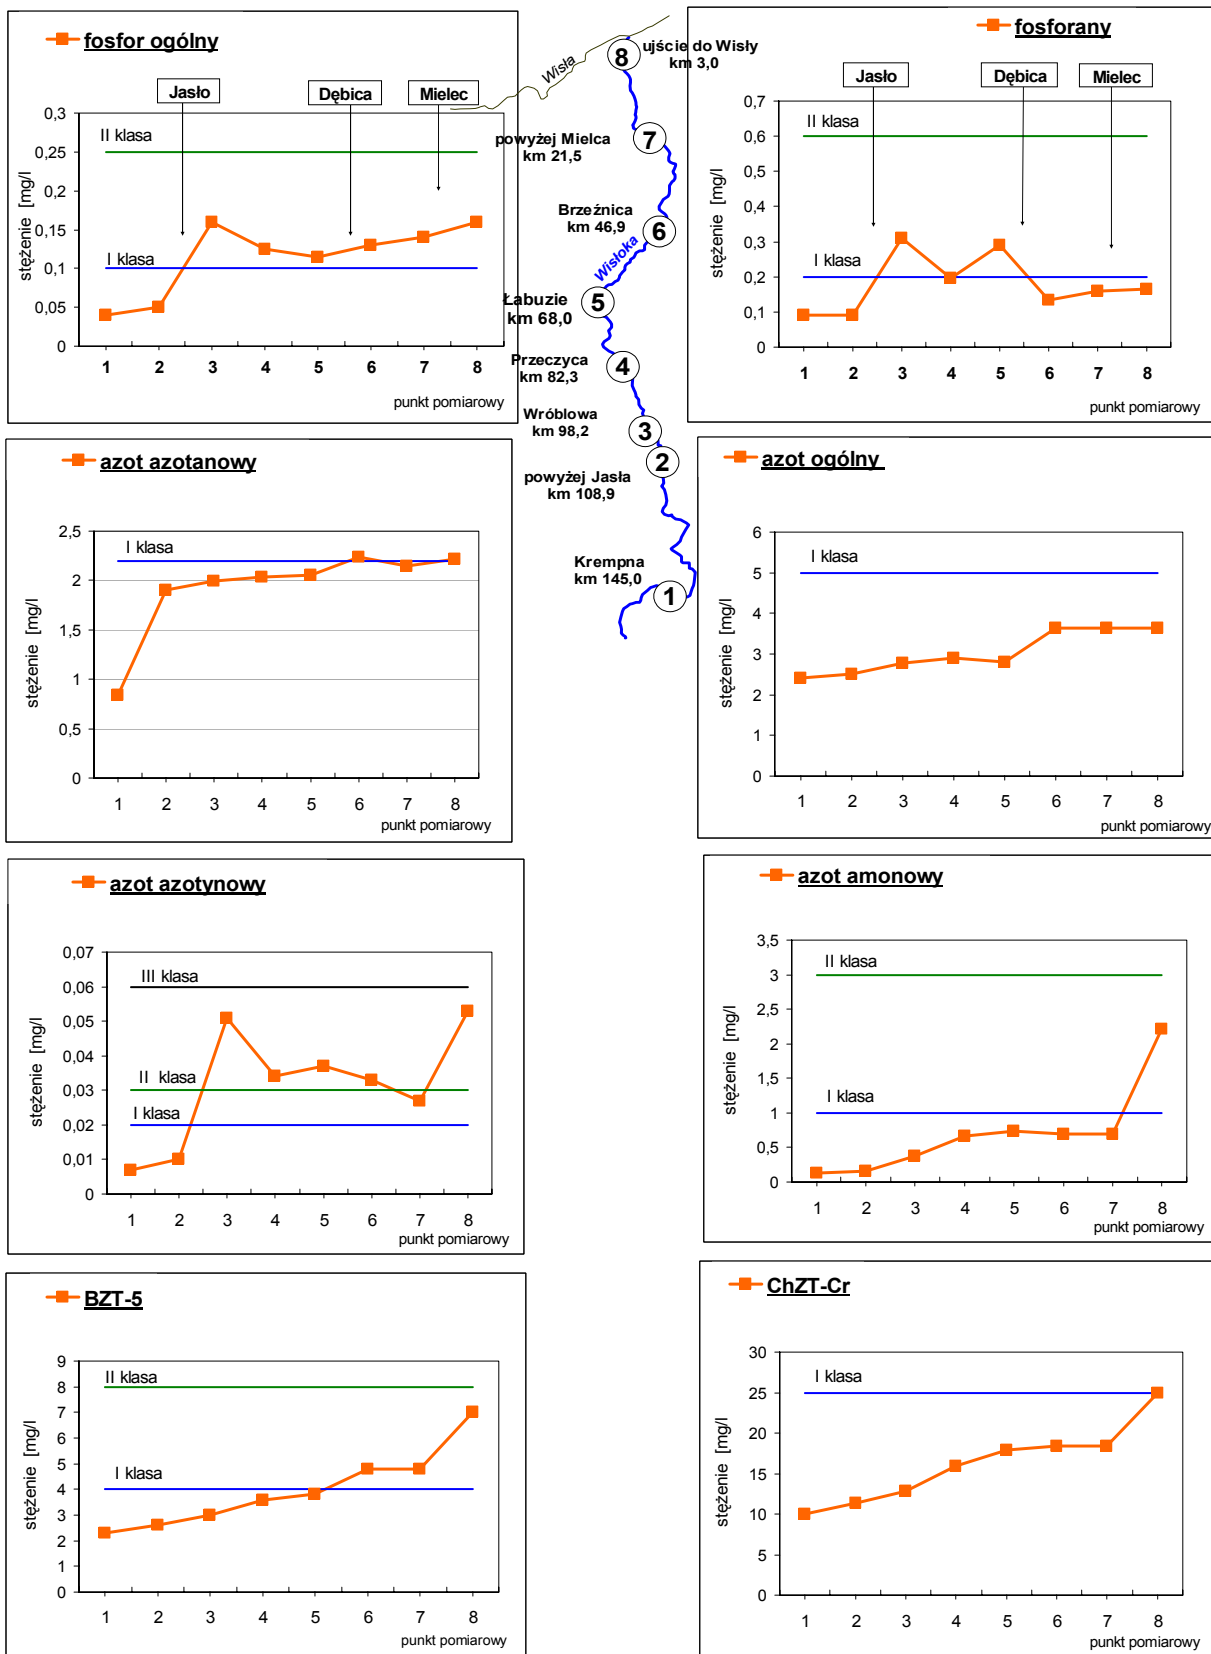 fosfor ogólny
Jasło
Dębica
Mielec
0,3
0,25
0,2
0,15
0,1
0,05
0
II klasa
I klasa
stężenie [mg/l
1 2 3 4 5 6 7 8
punkt pomiarowy
Wisła
8
ujście do Wisły
km 3,0
powyżej Mielca
km 21,5
7
Brzeźnica
km 46,9
6
Wisłoka
Łabuzie
km 68,0
5
Przeczyca
km 82,3
4
Wróblowa
km 98,2
3
2
powyżej Jasła
km 108,9
Krempna
km 145,0
1
fosforany
Jasło
Dębica
Mielec
0,7
0,6
0,5
0,4
0,3
0,2
0,1
0
II klasa
I klasa
stężenie [mg/l
1 2 3 4 5 6 7 8
punkt pomiarowy
azot azotanowy
2,5
2
1,5
1
0,5
0
I klasa
stężenie [mg/l
1 2 3 4 5 6 7 8
punkt pomiarowy
azot ogólny
6
5
4
3
2
1
0
I klasa
stężenie [mg/l
1 2 3 4 5 6 7 8
punkt pomiarowy
azot azotynowy
0,07
0,06
0,05
0,04
0,03
0,02
0,01
0
III klasa
II klasa
I klasa
stężenie [mg/l
1 2 3 4 5 6 7 8
punkt pomiarowy
azot amonowy
3,5
3
2,5
2
1,5
1
0,5
0
II klasa
I klasa
stężenie [mg/l
1 2 3 4 5 6 7 8
punkt pomiarowy
BZT-5
9
8
7
6
5
4
3
2
1
0
II klasa
I klasa
stężenie [mg/l
1 2 3 4 5 6 7 8
punkt pomiarowy
ChZT-Cr
30
25
20
15
10
5
0
I klasa
stężenie [mg/l
1 2 3 4 5 6 7 8
punkt pomiarowy